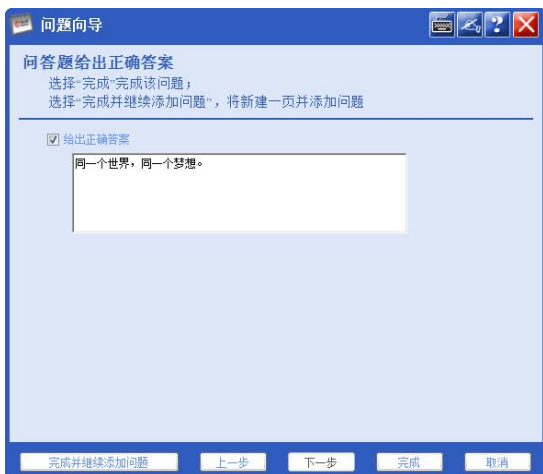 问题向导
问答题给出正确答案
选择“完成”完成该问题；
选择“完成并继续添加问题”，将新建一页并添加问题
给出正确答案
同一个世界，同一个梦想。
完成并继续添加问题 上一步 下一步 完成 取消